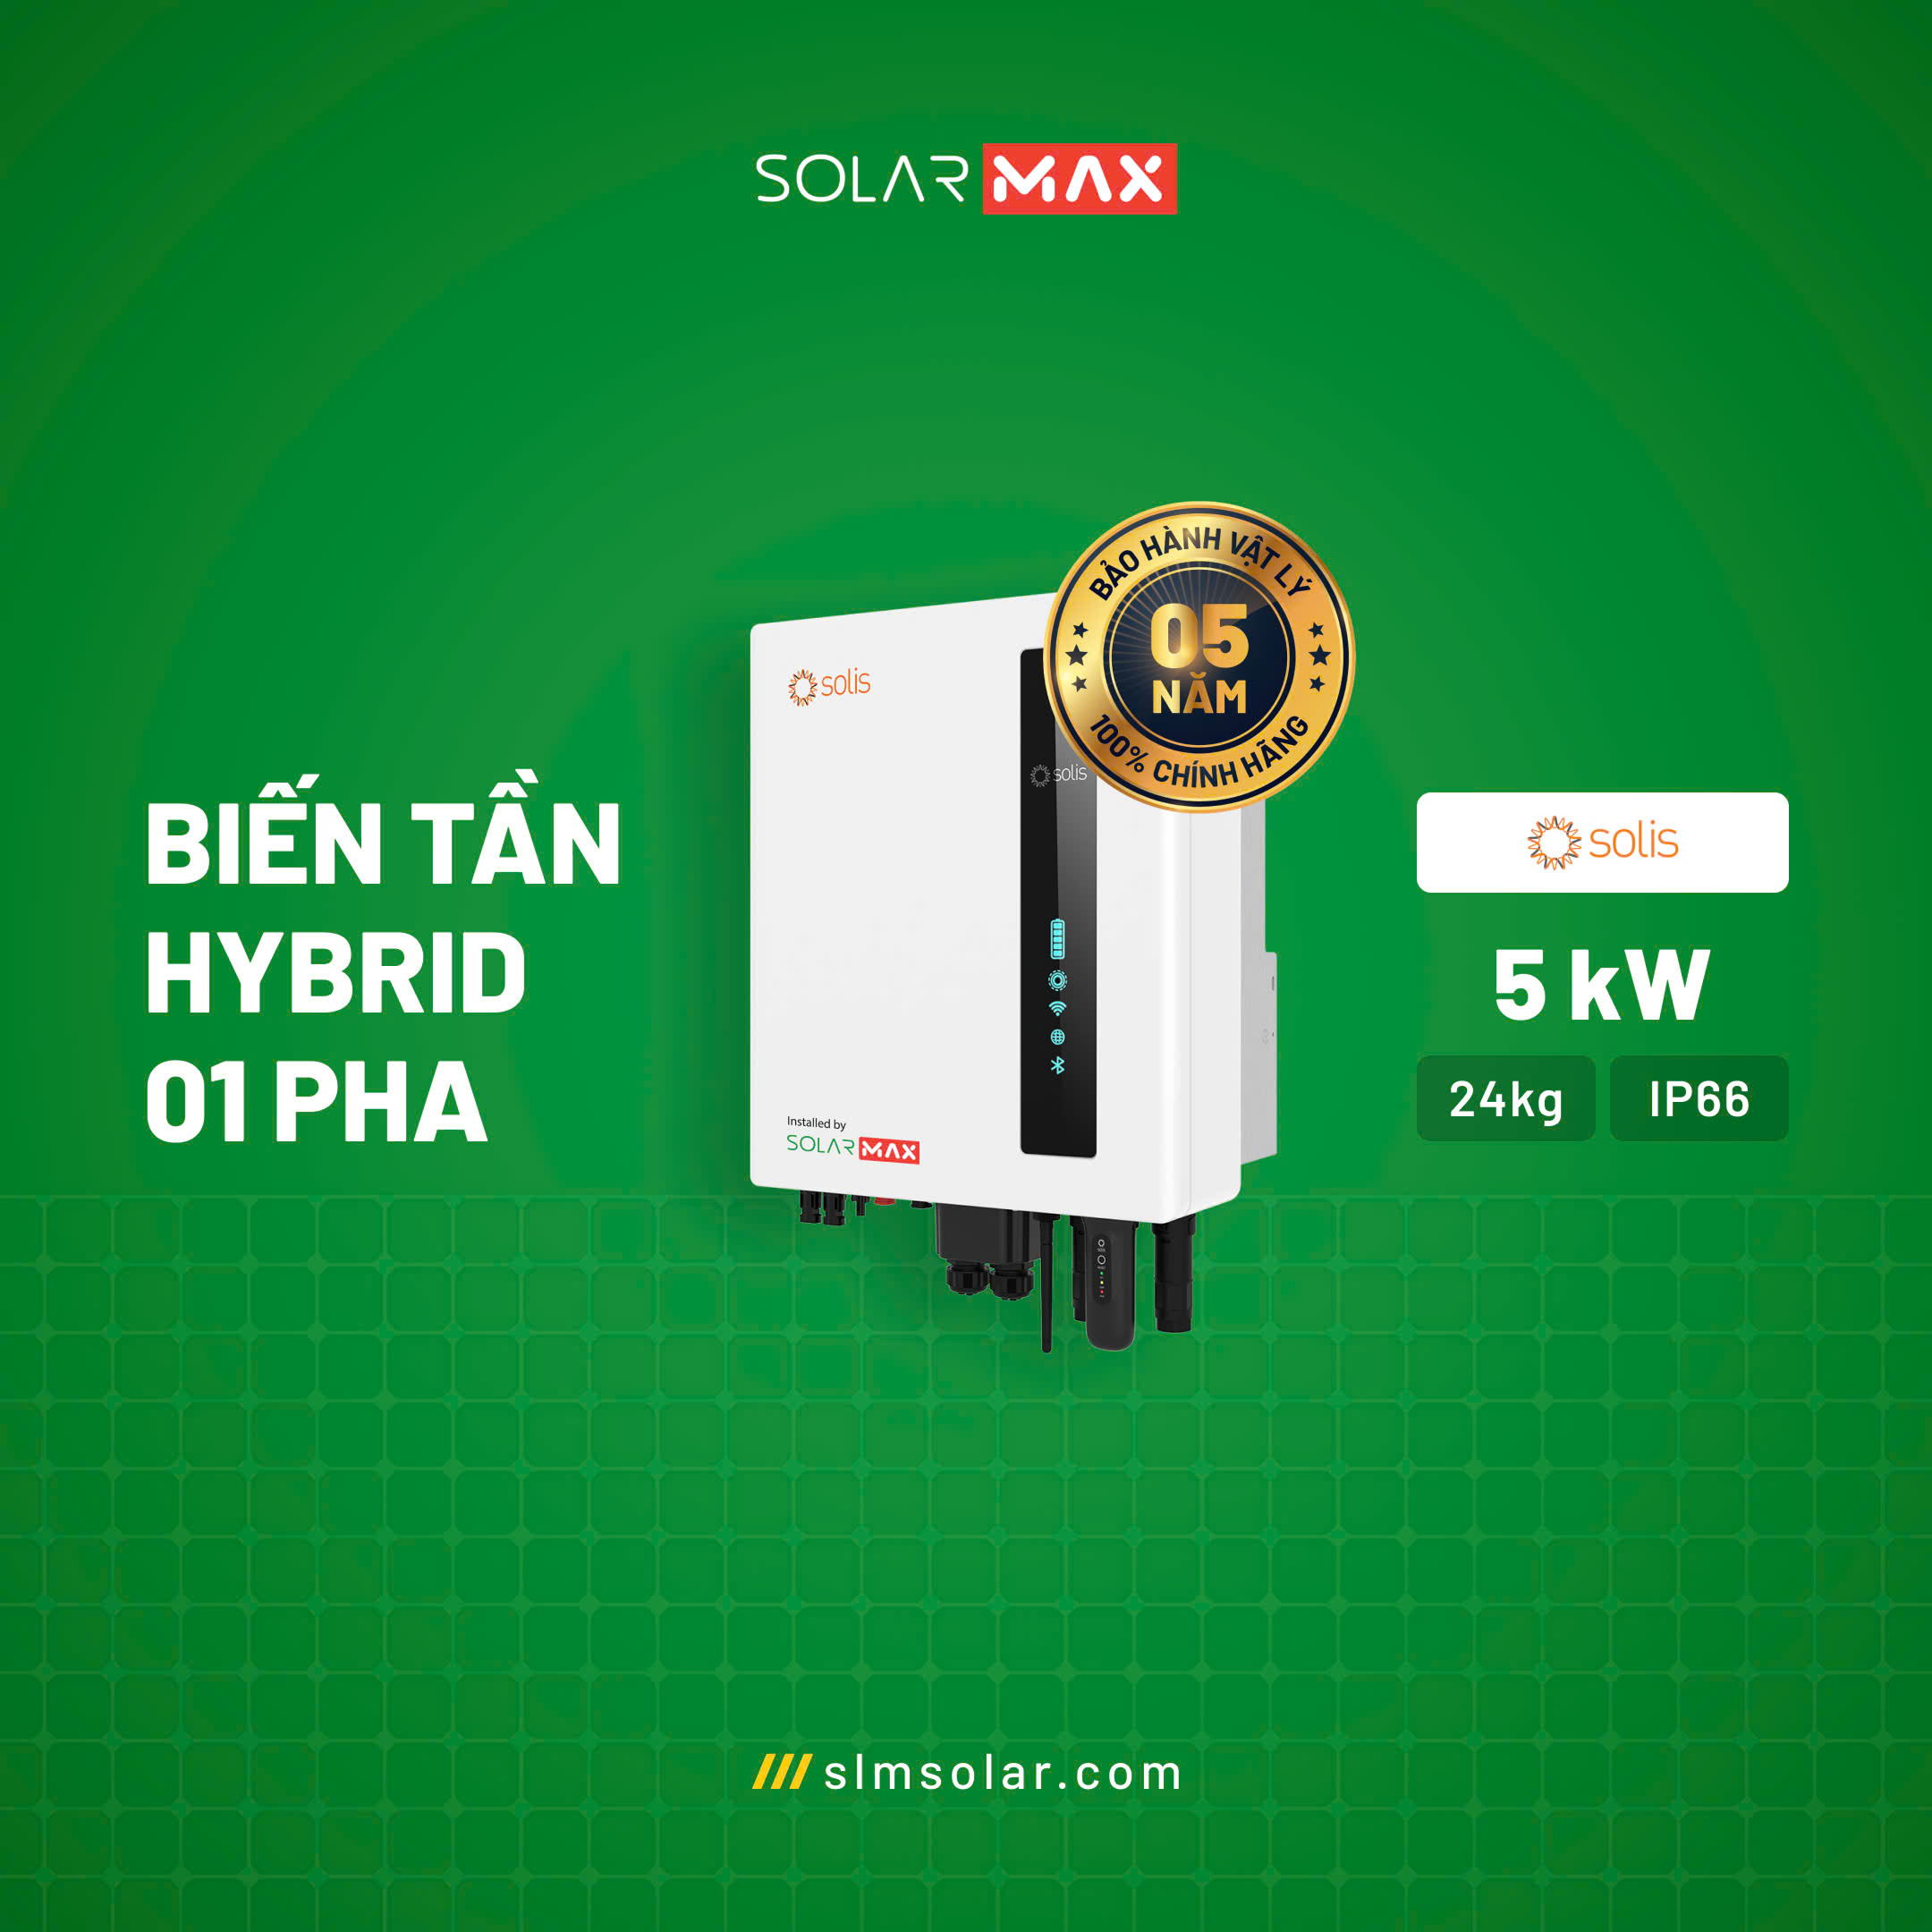 SOLAR MAX
BẢO HÀNH VẬT LÝ
05
NĂM
100% CHÍNH HÃNG
solis
solis
BIẾN TẦN
HYBRID
01 PHA
solis
5 kW
24kg IP66
Installed by
SOLAR MAX
slmsolar.com